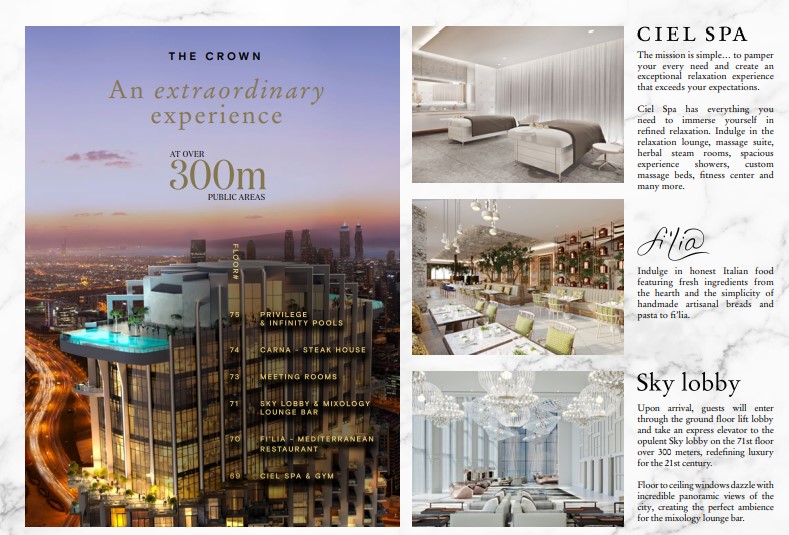 THE CROWN
An extraordinary
experience
AT OVER
300m
PUBLIC AREAS
FLOOR#
75 PRIVILEGE
& INFINITY POOLS
74 CARNA - STEAK HOUSE
73 MEETING ROOMS
71 SKY LOBBY & MIXOLOGY
LOUNGE BAR
70 FI'LIA - MEDITERRANEAN
RESTAURANT
69 CIEL SPA & GYM
CIEL SPA
The mission is simple... to pamper
your every need and create an
exceptional relaxation experience
that exceeds your expectations.
Ciel Spa has everything you
need to immerse yourself in
refined relaxation. Indulge in the
relaxation lounge, massage suite,
herbal steam rooms, spacious
experience showers, custom
massage beds, fitness center and
many more.
fi'lia
Indulge in honest Italian food
featuring fresh ingredients from
the hearth and the simplicity of
handmade artisanal breads and
pasta to fi'lia.
Sky lobby
Upon arrival, guests will enter
through the ground floor lift lobby
and take an express elevator to the
opulent Sky lobby on the 71st floor
over 300 meters, redefining luxury
for the 21st century.
Floor to ceiling windows dazzle with
incredible panoramic views of the
city, creating the perfect ambience
for the mixology lounge bar.